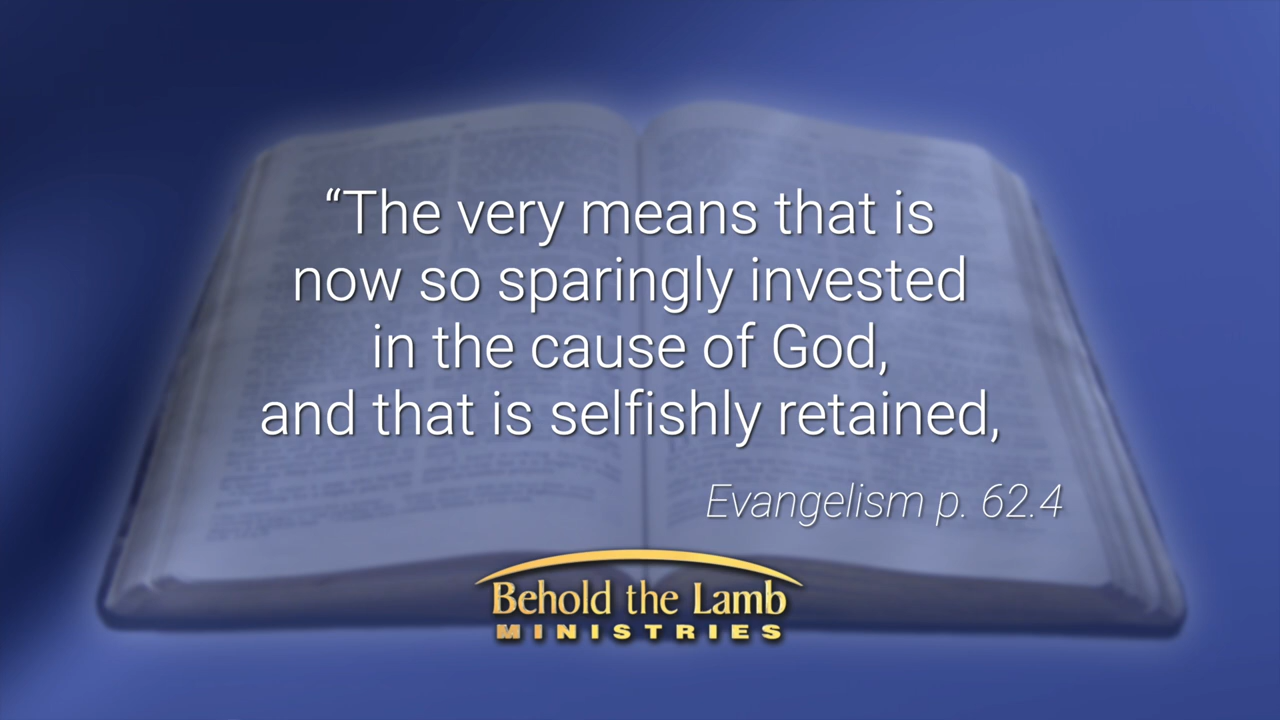 “The very means that is
now so sparingly invested
in the cause of God,
and that is selfishly retained,
Evangelism p. 62.4
Behold the Lamb
MINISTRIES